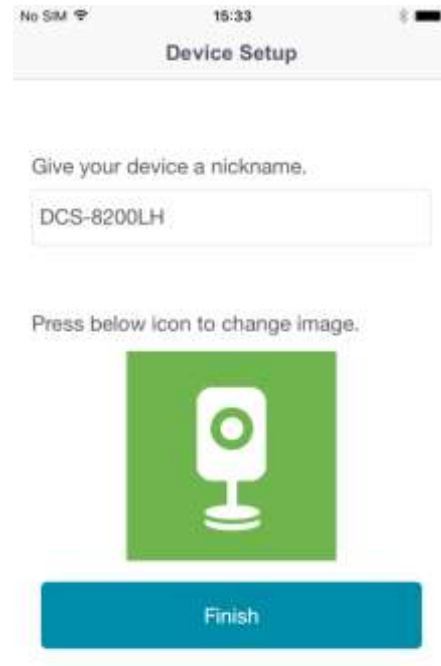 No SIM 15:33
Device Setup
Give your device a nickname.
DCS-8200LH
Press below icon to change image.
Finish